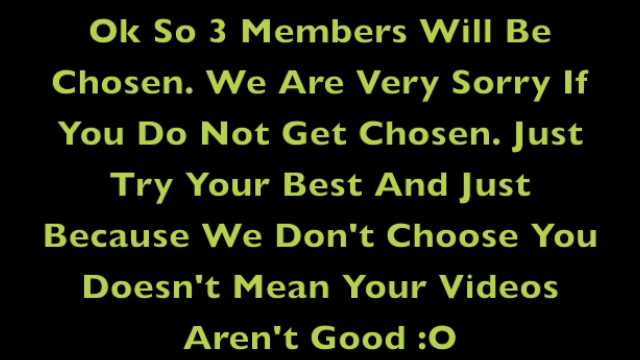 Ok So 3 Members Will Be
Chosen. We Are Very Sorry If
You Do Not Get Chosen. Just
Try Your Best And Just
Because We Don't Choose You
Doesn't Mean Your Videos
Aren't Good :O